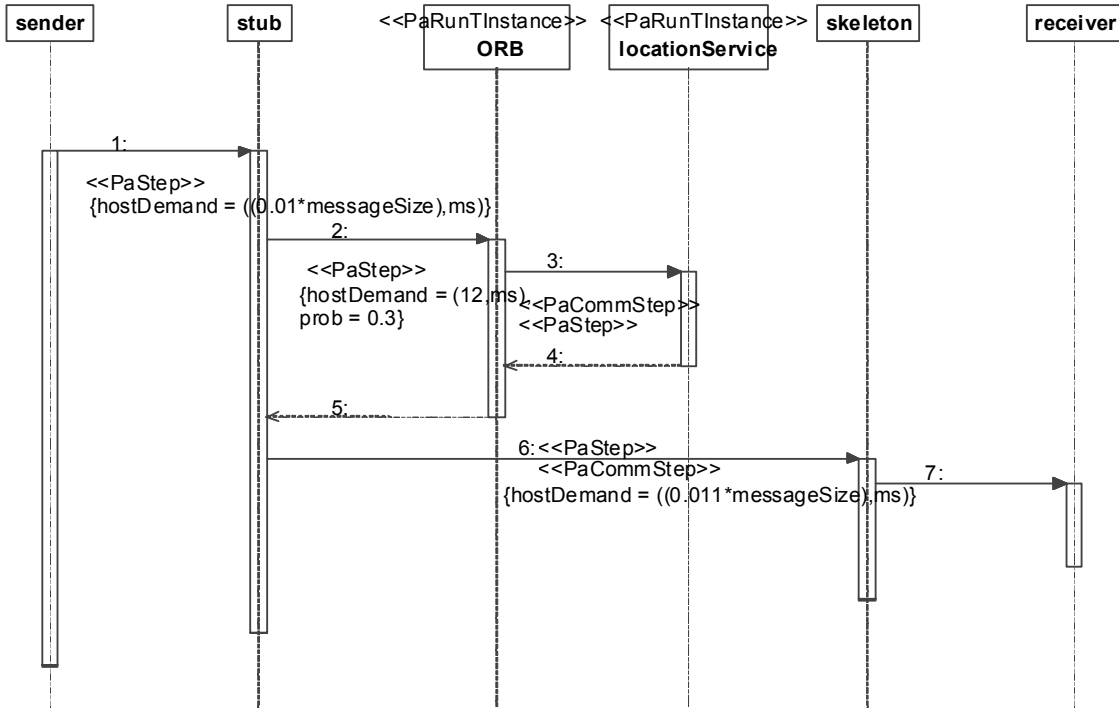 sender
stub
<<PaRunTInstance>>
ORB
<<PaRunTInstance>>
locationService
skeleton
receiver
1:
<<PaStep>>
{hostDemand = ((0.01*messageSize),ms)}
2:
<<PaStep>>
{hostDemand = (12,ms),
prob = 0.3}
3:
<<PaCommStep>>
<<PaStep>>
4:
5:
6:<<PaStep>>
<<PaCommStep>>
{hostDemand = ((0.011*messageSize),ms)}
7: